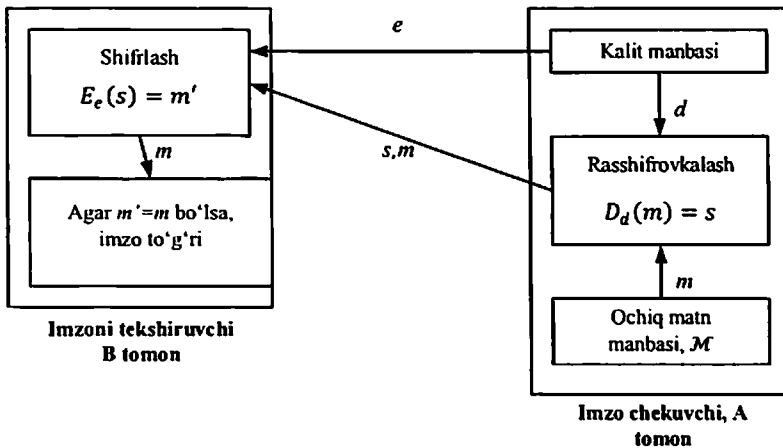 Shifrlash
E_e(s) = m′
m
Agar m′=m bo‘lsa,
imzo to‘g‘ri
Imzoni tekshiruvchi
B tomon
e
s,m
Kalit manbasi
d
Rasshifrovkalash
D_d(m) = s
m
Ochiq matn
manbasi, ℳ
Imzo chekuvchi, A
tomon